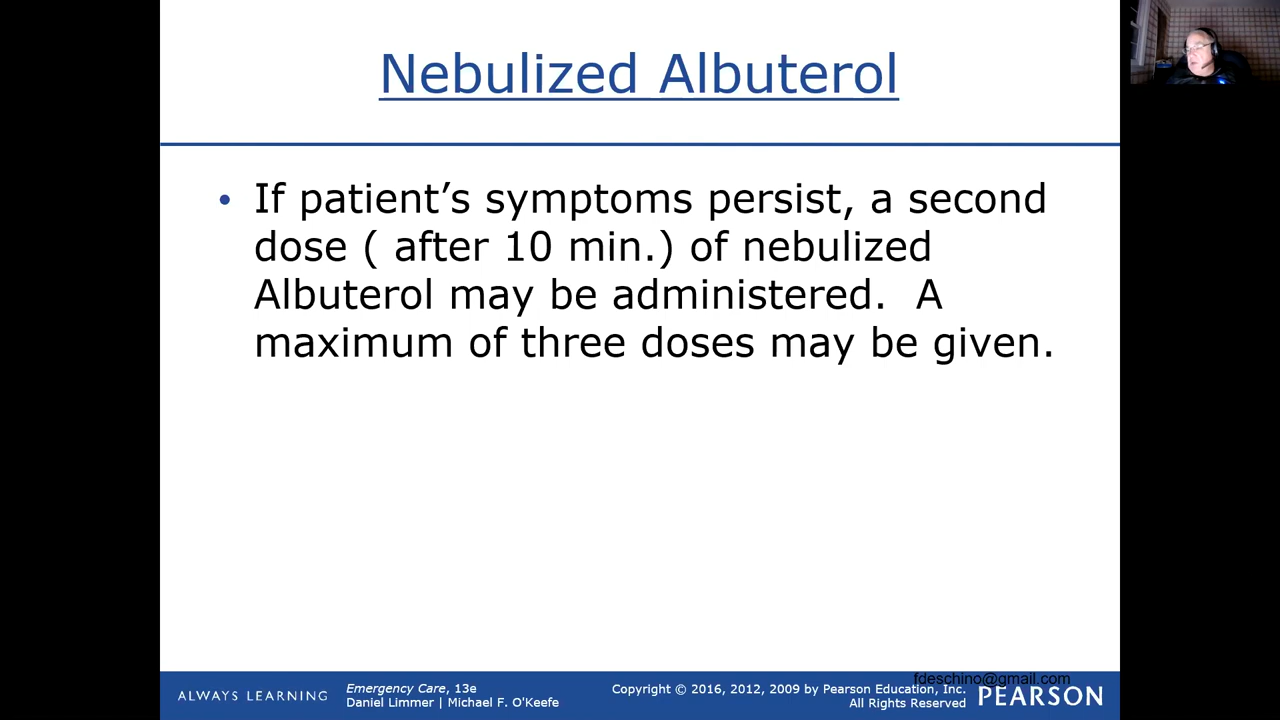 Nebulized Albuterol
• If patient’s symptoms persist, a second
dose ( after 10 min.) of nebulized
Albuterol may be administered.  A
maximum of three doses may be given.
ALWAYS LEARNING
Emergency Care, 13e
Daniel Limmer | Michael F. O'Keefe
Copyright © 2016, 2012, 2009 by Pearson Education, Inc.
All Rights Reserved
fdeschino@gmail.com
PEARSON